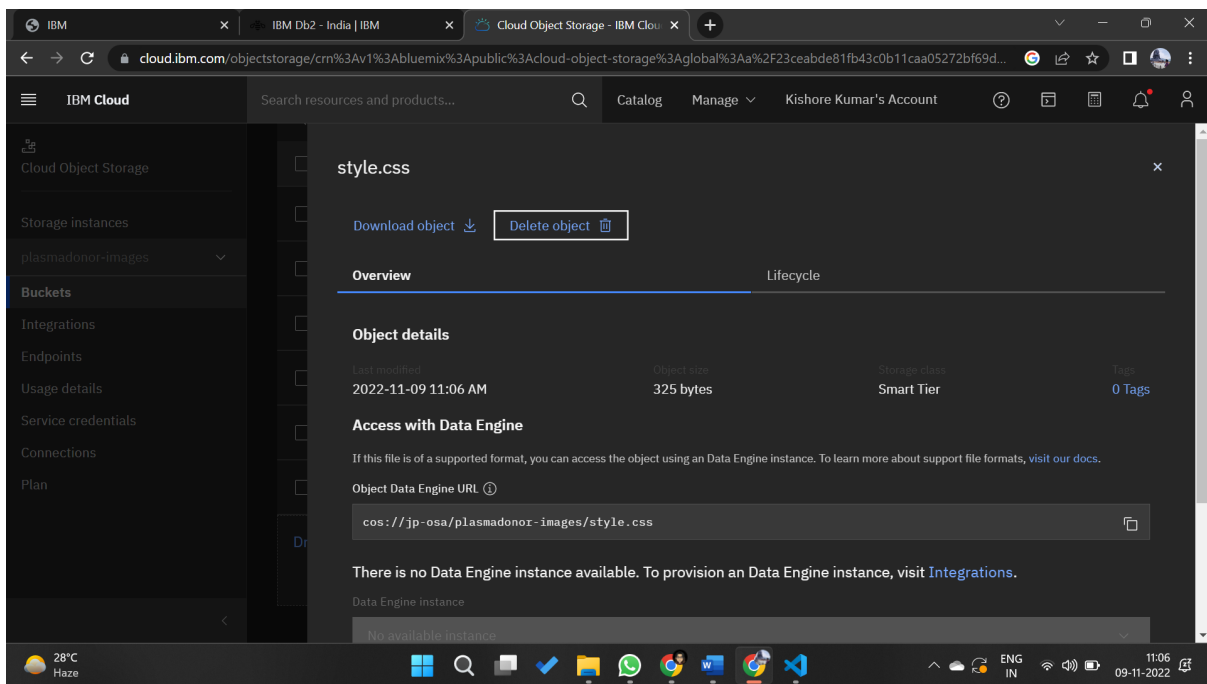 IBM
IBM Db2 - India | IBM
Cloud Object Storage - IBM Clou
cloud.ibm.com/objectstorage/crn%3Av1%3Abluemix%3Apublic%3Acloud-object-storage%3Aglobal%3Aa%2F23ceabde81fb43c0b11caa05272bf69d...
IBM Cloud
Search resources and products...
Catalog
Manage
Kishore Kumar's Account
Cloud Object Storage
Storage instances
plasmadonor-images
Buckets
Integrations
Endpoints
Usage details
Service credentials
Connections
Plan
Dr
style.css
Download object
Delete object
Overview
Lifecycle
Object details
Last modified
Object size
Storage class
Tags
2022-11-09 11:06 AM
325 bytes
Smart Tier
0 Tags
Access with Data Engine
If this file is of a supported format, you can access the object using an Data Engine instance. To learn more about support file formats, visit our docs.
Object Data Engine URL
cos://jp-osa/plasmadonor-images/style.css
There is no Data Engine instance available. To provision an Data Engine instance, visit Integrations.
Data Engine instance
No available instance
28°C
Haze
ENG
IN
11:06
09-11-2022